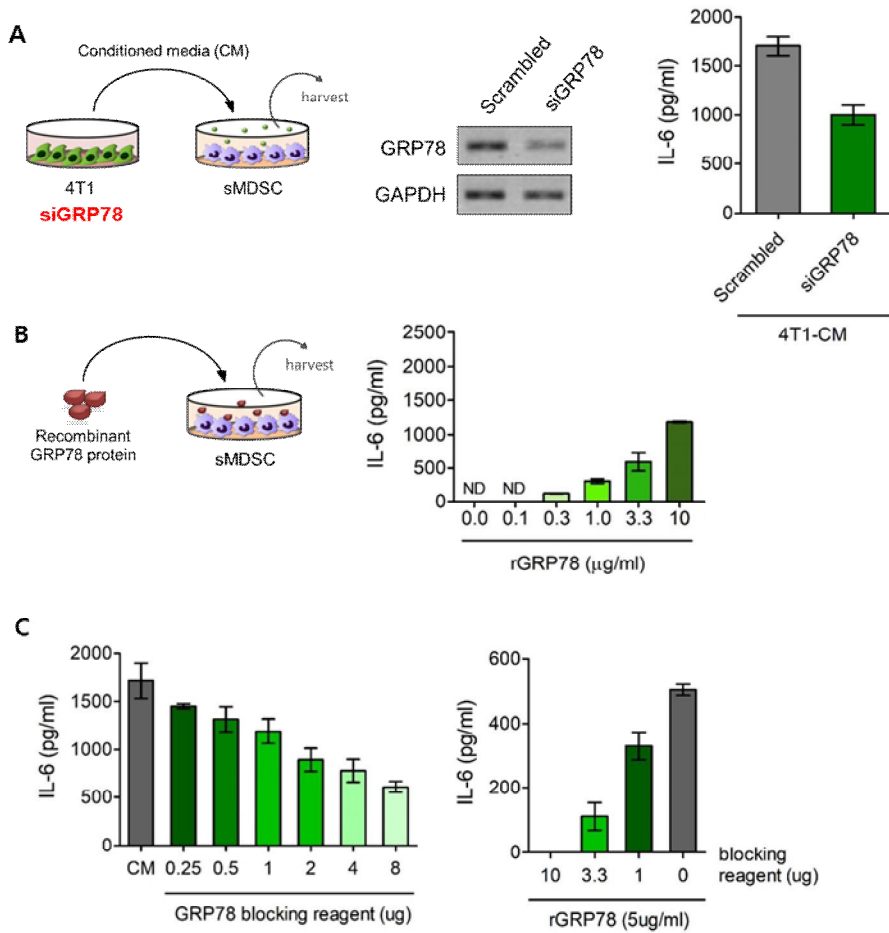 A
Conditioned media (CM)
harvest
4T1
siGRP78
sMDSC
Scrambled
siGRP78
GRP78
GAPDH
IL-6 (pg/ml)
2000
1500
1000
500
0
Scrambled
siGRP78
4T1-CM
B
harvest
Recombinant
GRP78 protein
sMDSC
IL-6 (pg/ml)
2500
2000
1500
1000
500
0
ND
ND
0.0
0.1
0.3
1.0
3.3
10
rGRP78 (μg/ml)
C
IL-6 (pg/ml)
2000
1500
1000
500
0
CM
0.25
0.5
1
2
4
8
GRP78 blocking reagent (ug)
IL-6 (pg/ml)
600
400
200
0
10
3.3
1
0
blocking
reagent (ug)
rGRP78 (5ug/ml)